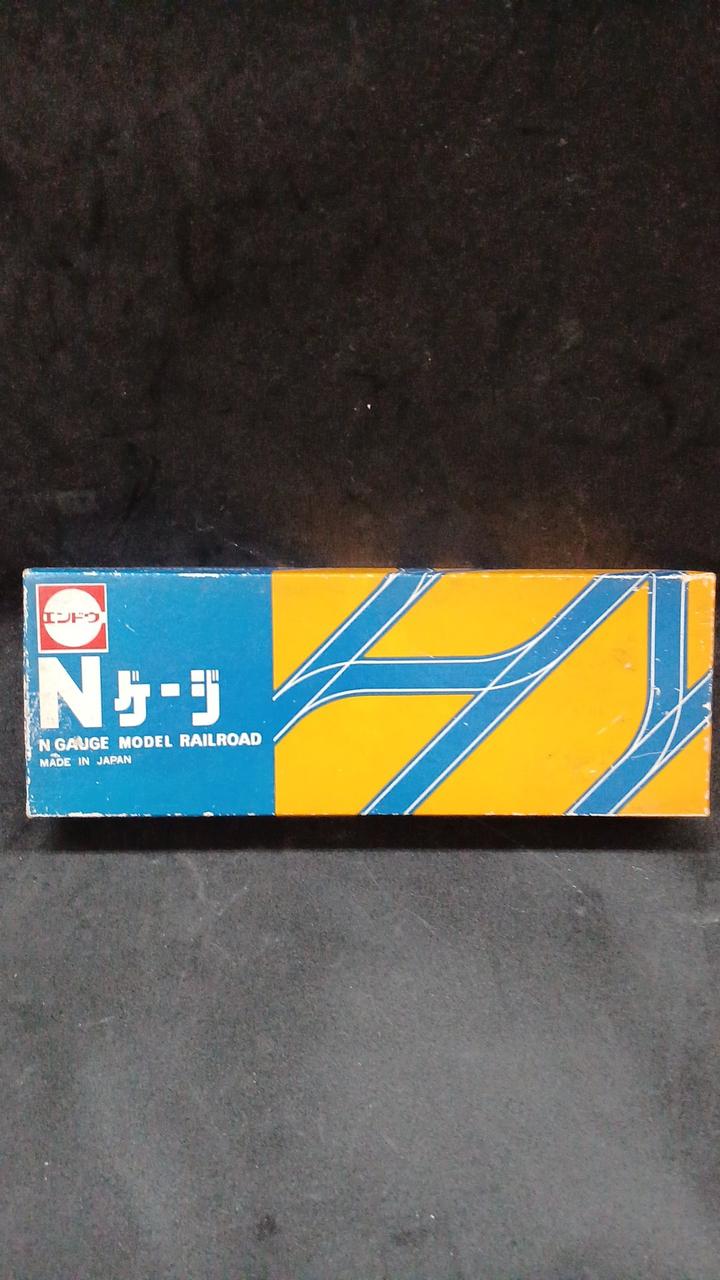 エンドウ
Nゲージ
N GAUGE MODEL RAILROAD
MADE IN JAPAN